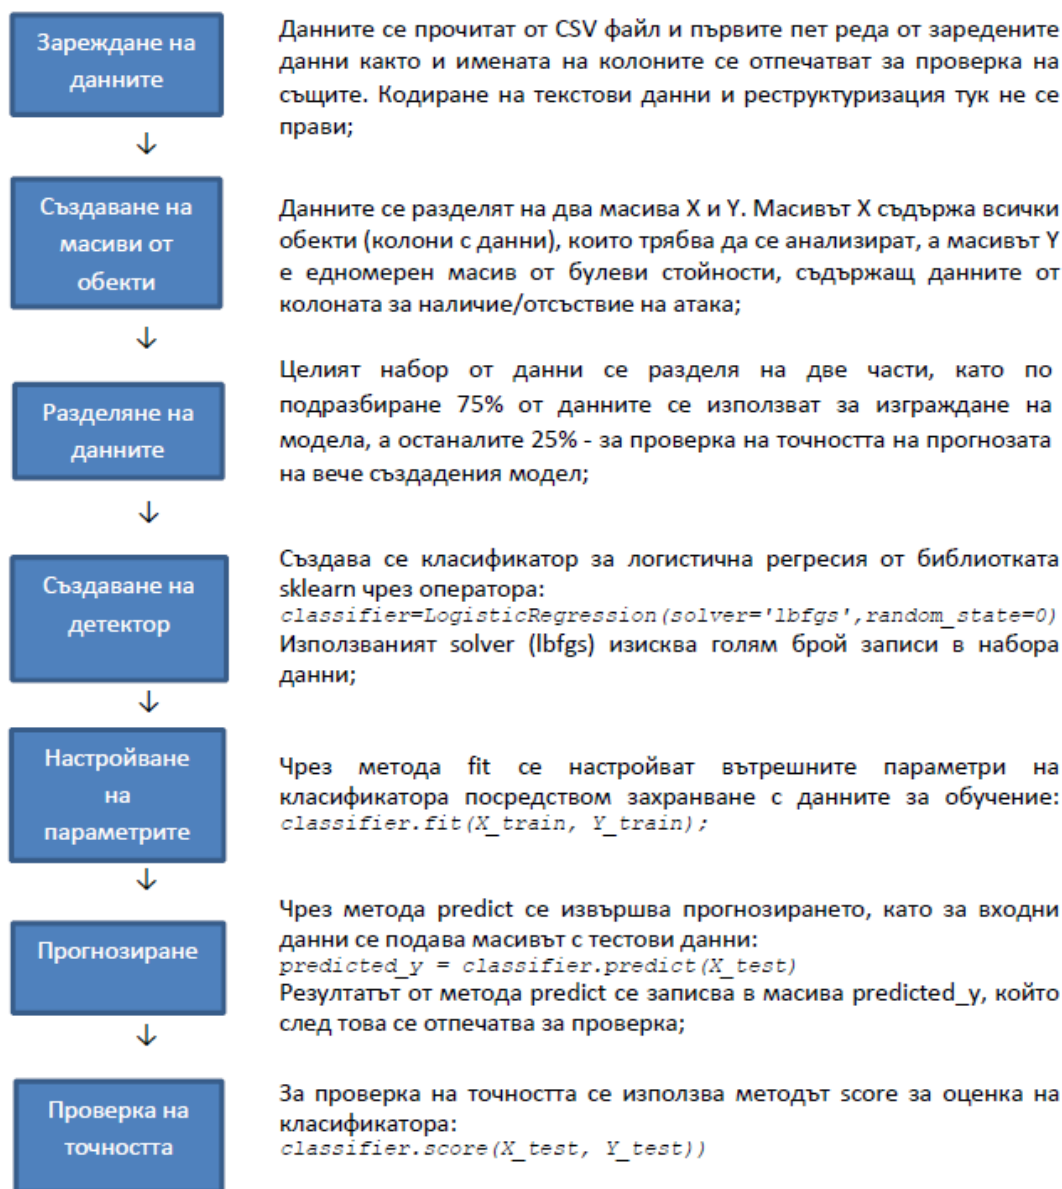 Зареждане на
данните
Данните се прочитат от CSV файл и първите пет реда от заредените
данни както и имената на колоните се отпечатват за проверка на
същите. Кодиране на текстови данни и реструктуризация тук не се
прави;
↓
Създаване на
масиви от
обекти
Данните се разделят на два масива X и Y. Масивът X съдържа всички
обекти (колони с данни), които трябва да се анализират, а масивът Y
е едномерен масив от булеви стойности, съдържащ данните от
колоната за наличие/отсъствие на атака;
↓
Разделяне на
данните
Целият набор от данни се разделя на две части, като по
подразбиране 75% от данните се използват за изграждане на
модела, а останалите 25% - за проверка на точността на прогнозата
на вече създадения модел;
↓
Създаване на
детектор
Създава се класификатор за логистична регресия от библиотката
sklearn чрез оператора:
classifier=LogisticRegression(solver='lbfgs',random_state=0)
Използваният solver (lbfgs) изисква голям брой записи в набора
данни;
↓
Настройване
на
параметрите
Чрез метода fit се настройват вътрешните параметри на
класификатора посредством захранване с данните за обучение:
classifier.fit(X_train, Y_train);
↓
Прогнозиране
Чрез метода predict се извършва прогнозирането, като за входни
данни се подава масивът с тестови данни:
predicted_y = classifier.predict(X_test)
Резултатът от метода predict се записва в масива predicted_y, който
след това се отпечатва за проверка;
↓
Проверка на
точността
За проверка на точността се използва методът score за оценка на
класификатора:
classifier.score(X_test, Y_test))